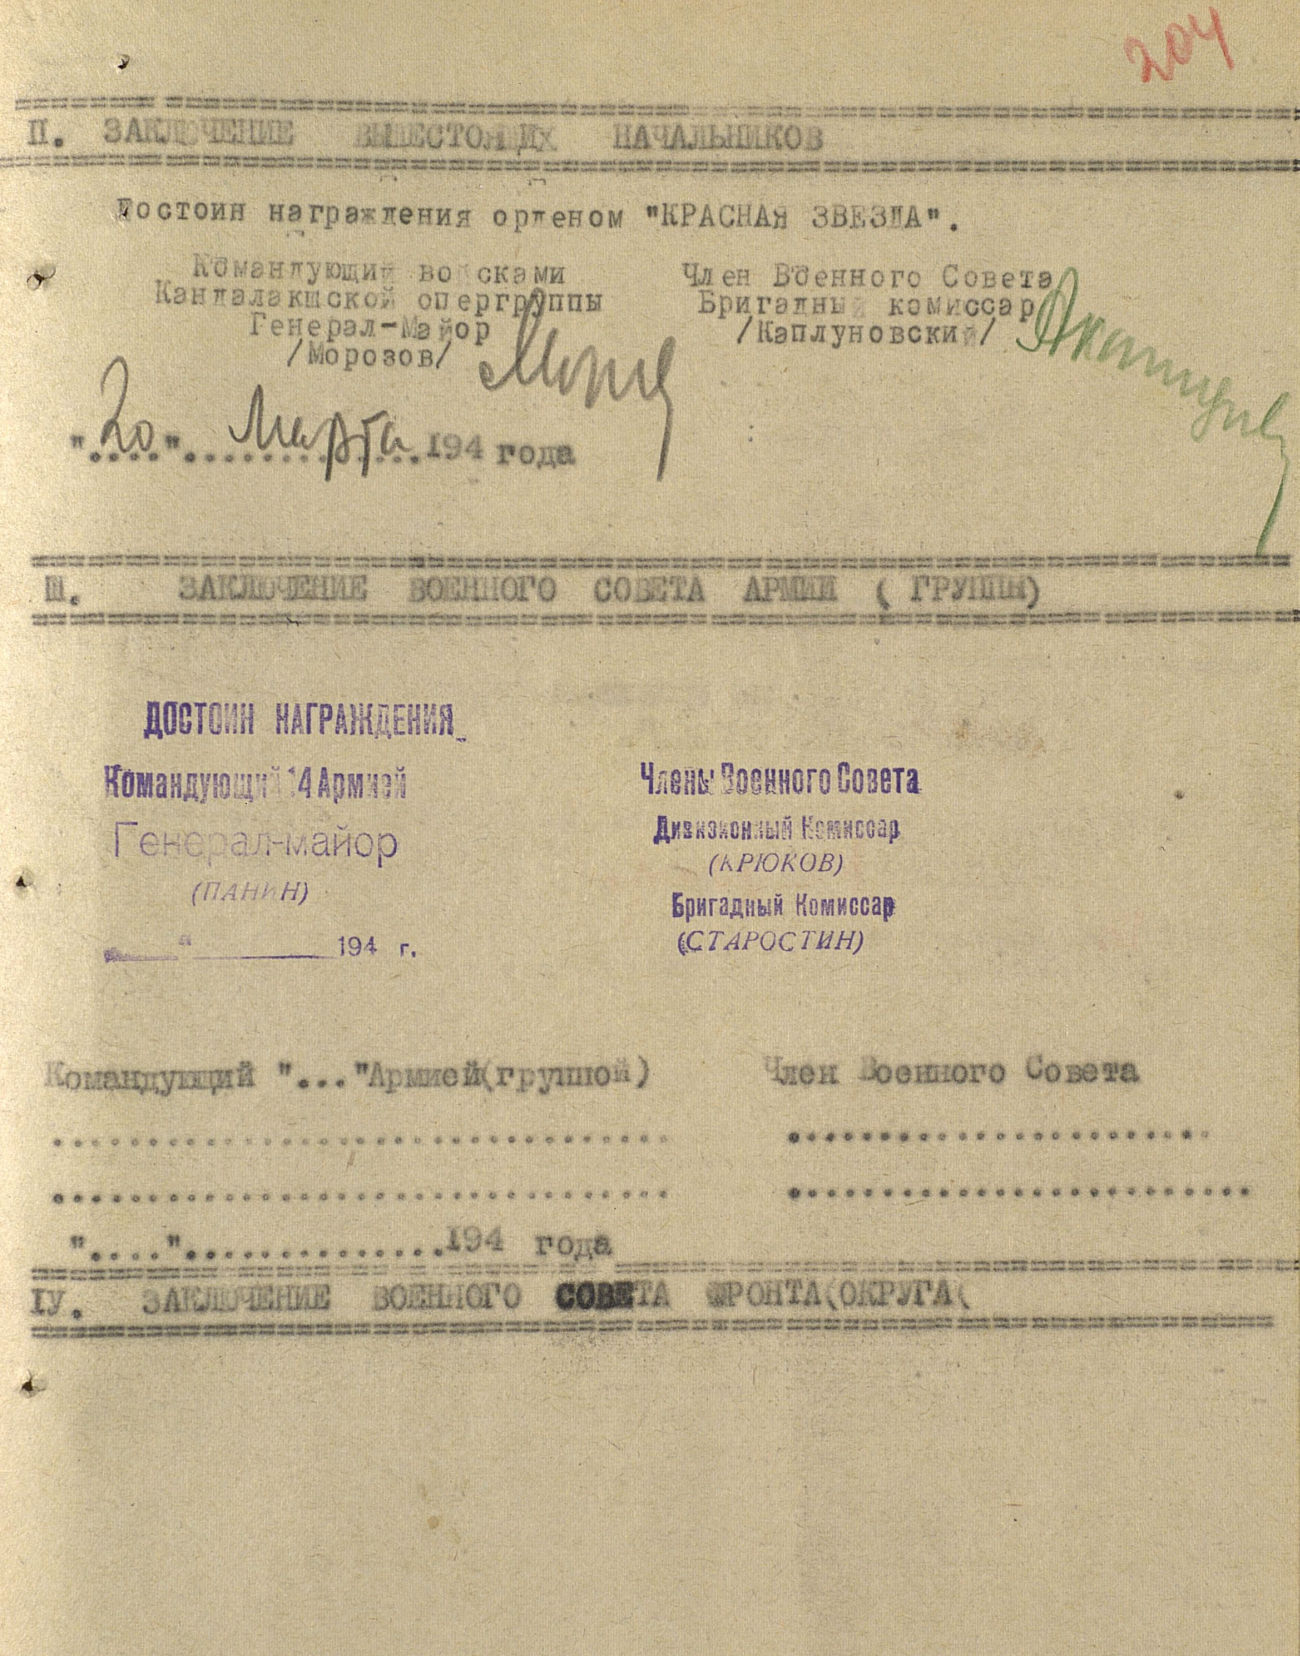 204
II. ЗАКЛЮЧЕНИЕ ВЫШЕСТОЯЩИХ НАЧАЛЬНИКОВ
Достоин награждения орденом "КРАСНАЯ ЗВЕЗДА".
Командующий войсками
Кандалакшской опергруппы
Генерал-Майор
/Морозов/
Член Военного Совета
Бригадный комиссар
/Каплуновский/
"20" Марта 194 года
Ш. ЗАКЛЮЧЕНИЕ ВОЕННОГО СОВЕТА АРМИИ ( ГРУППЫ)
ДОСТОИН НАГРАЖДЕНИЯ
Командующий 14 Армией
Генерал-майор
(ПАНИН)
" 194 г.
Члены Военного Совета
Дивизионный Комиссар
(КРЮКОВ)
Бригадный Комиссар
(СТАРОСТИН)
Командующий "..."Армией(группой)
Член Военного Совета
"....".............194 года
IУ. ЗАКЛЮЧЕНИЕ ВОЕННОГО СОВЕТА ФРОНТА(ОКРУГА(